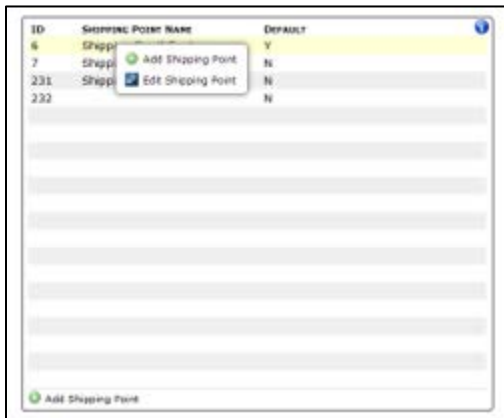 ID Shipping Point Name Default
6 Shipp Y
Add Shipping Point
7 Shipp N
Edit Shipping Point
231 Shipp N
232 N
Add Shipping Point